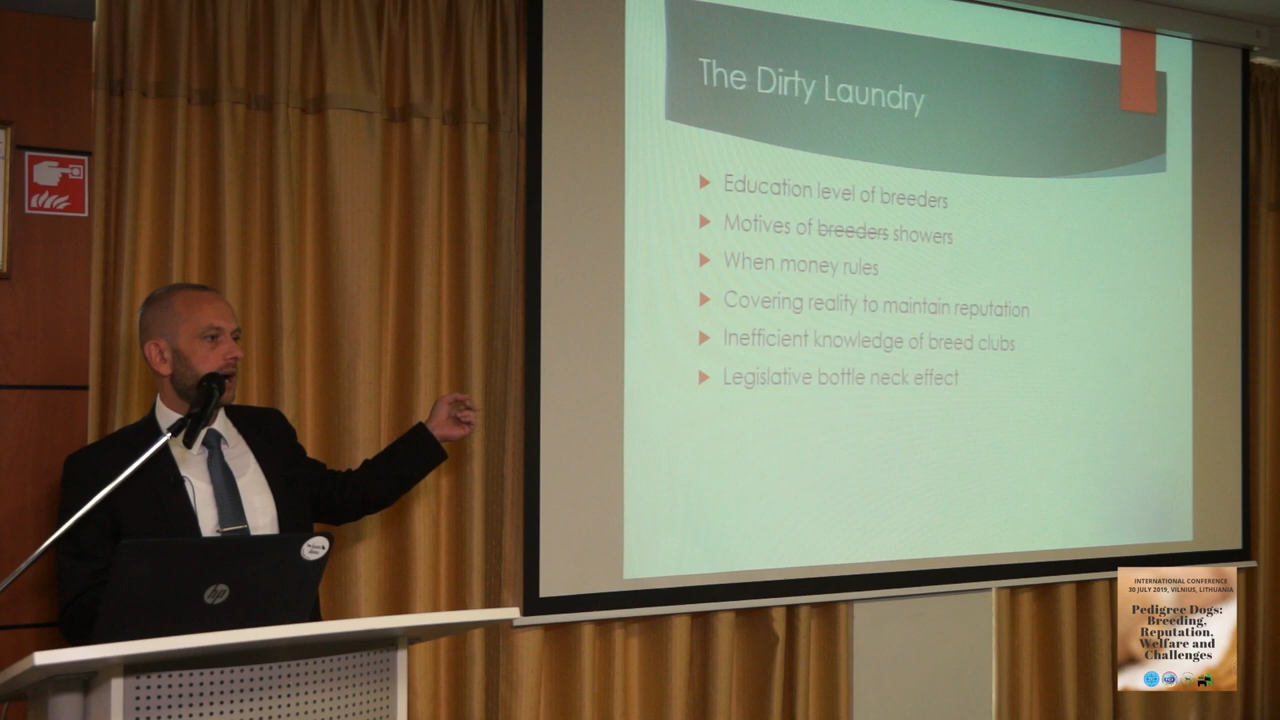 The Dirty Laundry
Education level of breeders
Motives of breeders showers
When money rules
Covering reality to maintain reputation
Inefficient knowledge of breed clubs
Legislative bottle neck effect
hp
INTERNATIONAL CONFERENCE
30 JULY 2019, VILNIUS, LITHUANIA
Pedigree Dogs:
Breeding,
Reputation,
Welfare and
Challenges